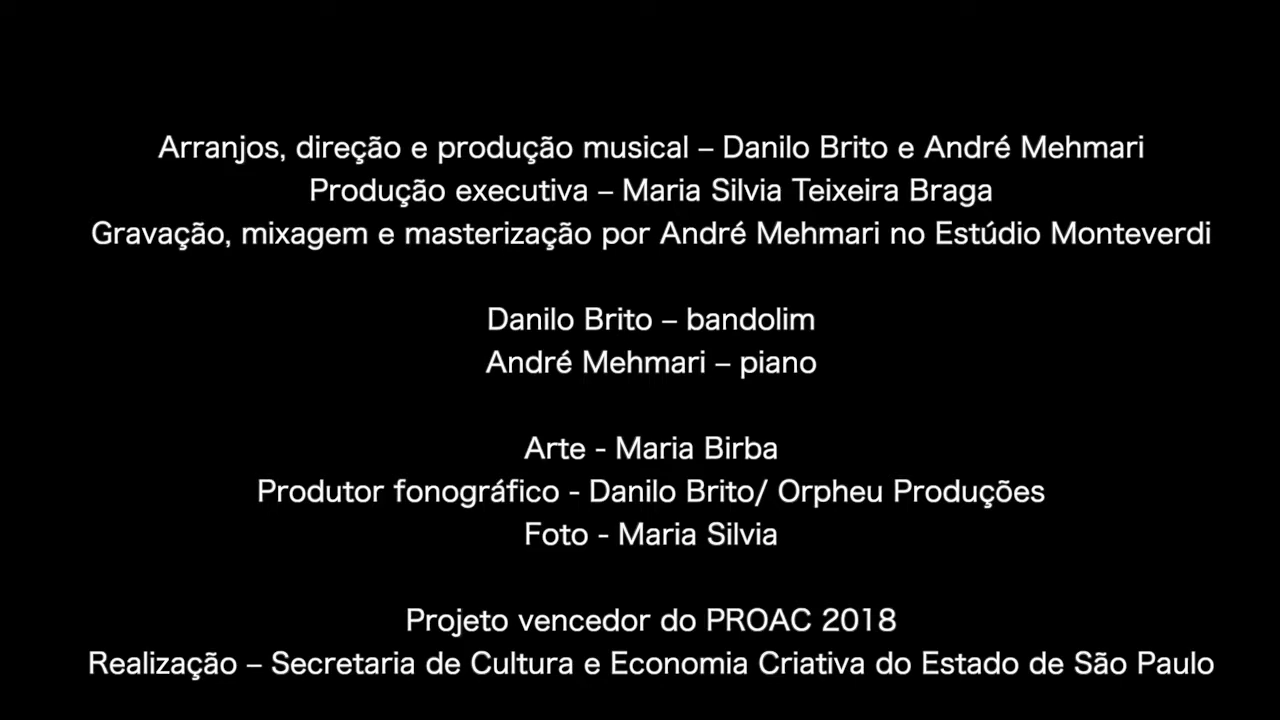 Arranjos, direção e produção musical – Danilo Brito e André Mehmari
Produção executiva – Maria Silvia Teixeira Braga
Gravação, mixagem e masterização por André Mehmari no Estúdio Monteverdi
Danilo Brito – bandolim
André Mehmari – piano
Arte - Maria Birba
Produtor fonográfico - Danilo Brito/ Orpheu Produções
Foto - Maria Silvia
Projeto vencedor do PROAC 2018
Realização – Secretaria de Cultura e Economia Criativa do Estado de São Paulo